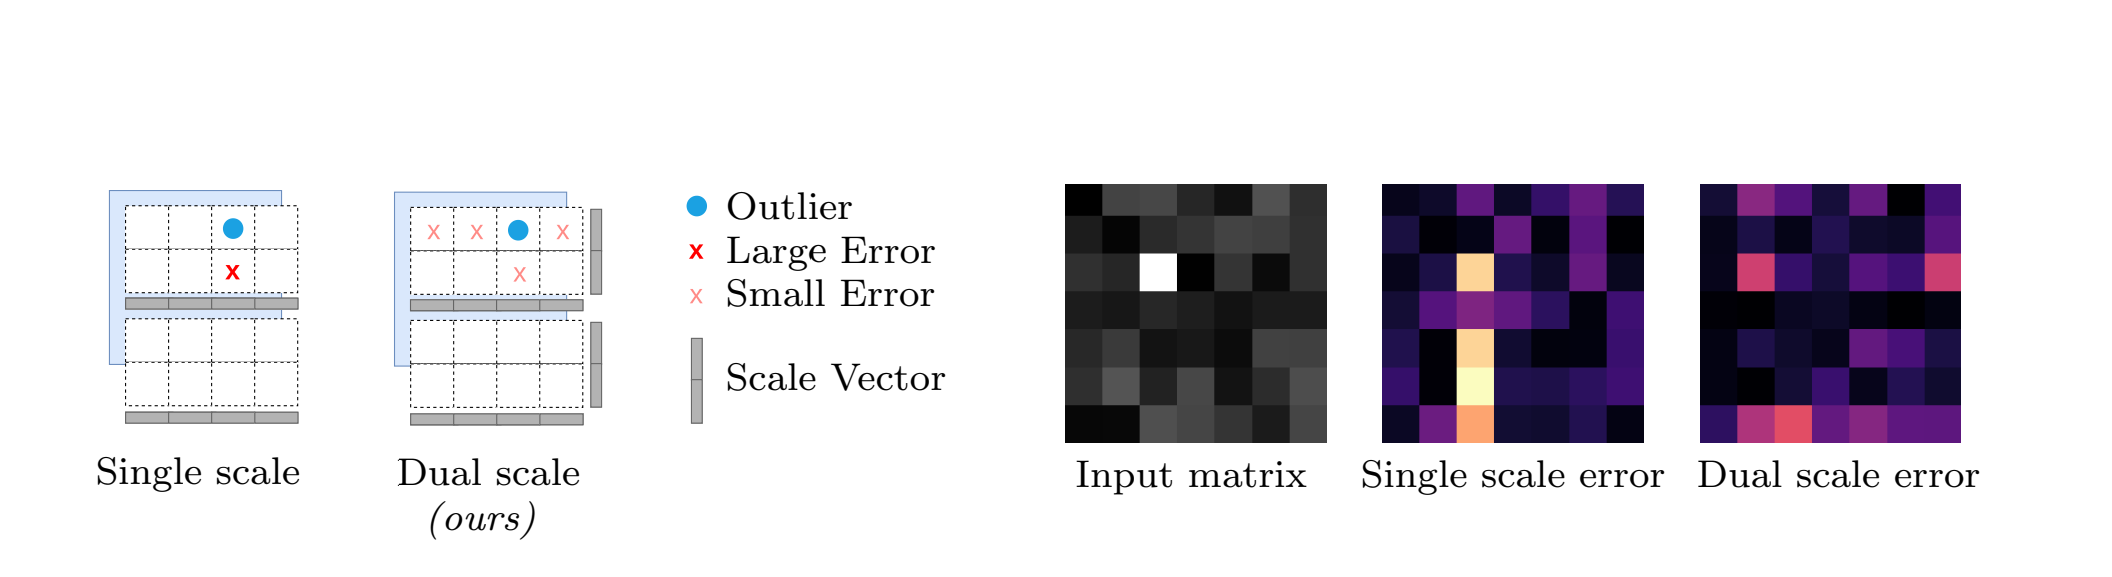 x x x
x x
Outlier
x Large Error
x Small Error
Scale Vector
Single scale
Dual scale
(ours)
Input matrix
Single scale error
Dual scale error